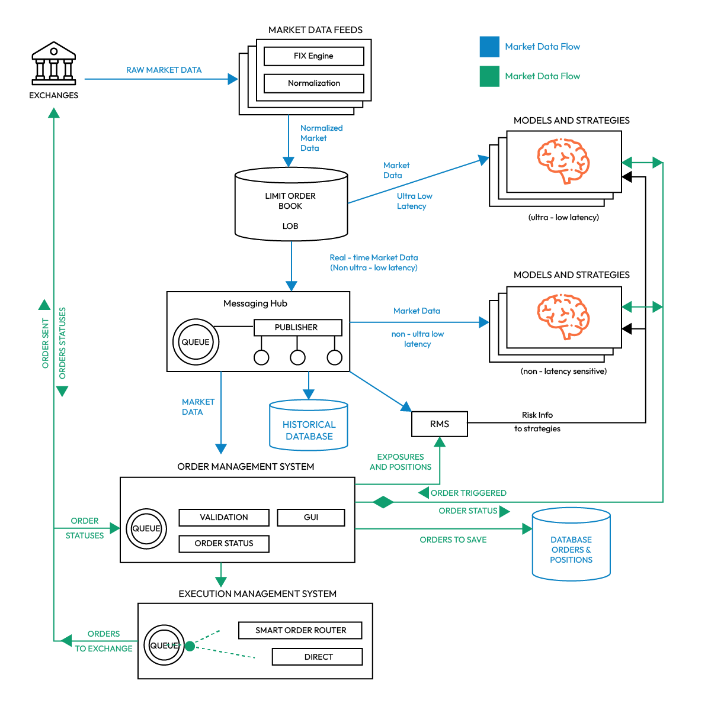 MARKET DATA FEEDS
FIX Engine
Normalization
EXCHANGES
RAW MARKET DATA
Market Data Flow
Market Data Flow
Normalized
Market
Data
MODELS AND STRATEGIES
Market
Data
Ultra Low
Latency
(ultra - low latency)
LIMIT ORDER
BOOK
LOB
Real - time Market Data
(Non ultra - low latency)
MODELS AND STRATEGIES
Messaging Hub
PUBLISHER
QUEUE
Market Data
non - ultra low
latency
(non - latency sensitive)
ORDER SENT
ORDERS STATUSES
MARKET
DATA
HISTORICAL
DATABASE
RMS
Risk Info
to strategies
EXPOSURES
AND POSITIONS
ORDER MANAGEMENT SYSTEM
ORDER TRIGGERED
ORDER STATUS
ORDER
STATUSES
QUEUE
VALIDATION
GUI
ORDER STATUS
ORDERS TO SAVE
DATABASE
ORDERS &
POSITIONS
EXECUTION MANAGEMENT SYSTEM
ORDERS
TO EXCHANGE
QUEUE
SMART ORDER ROUTER
DIRECT